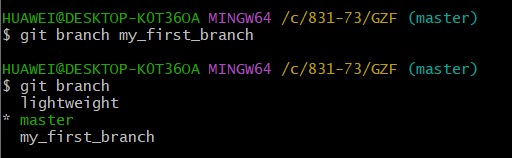 HUAWEI@DESKTOP-K0T36OA MINGW64 /c/831-73/GZF (master)
$ git branch my_first_branch
HUAWEI@DESKTOP-K0T36OA MINGW64 /c/831-73/GZF (master)
$ git branch
lightweight
* master
my_first_branch